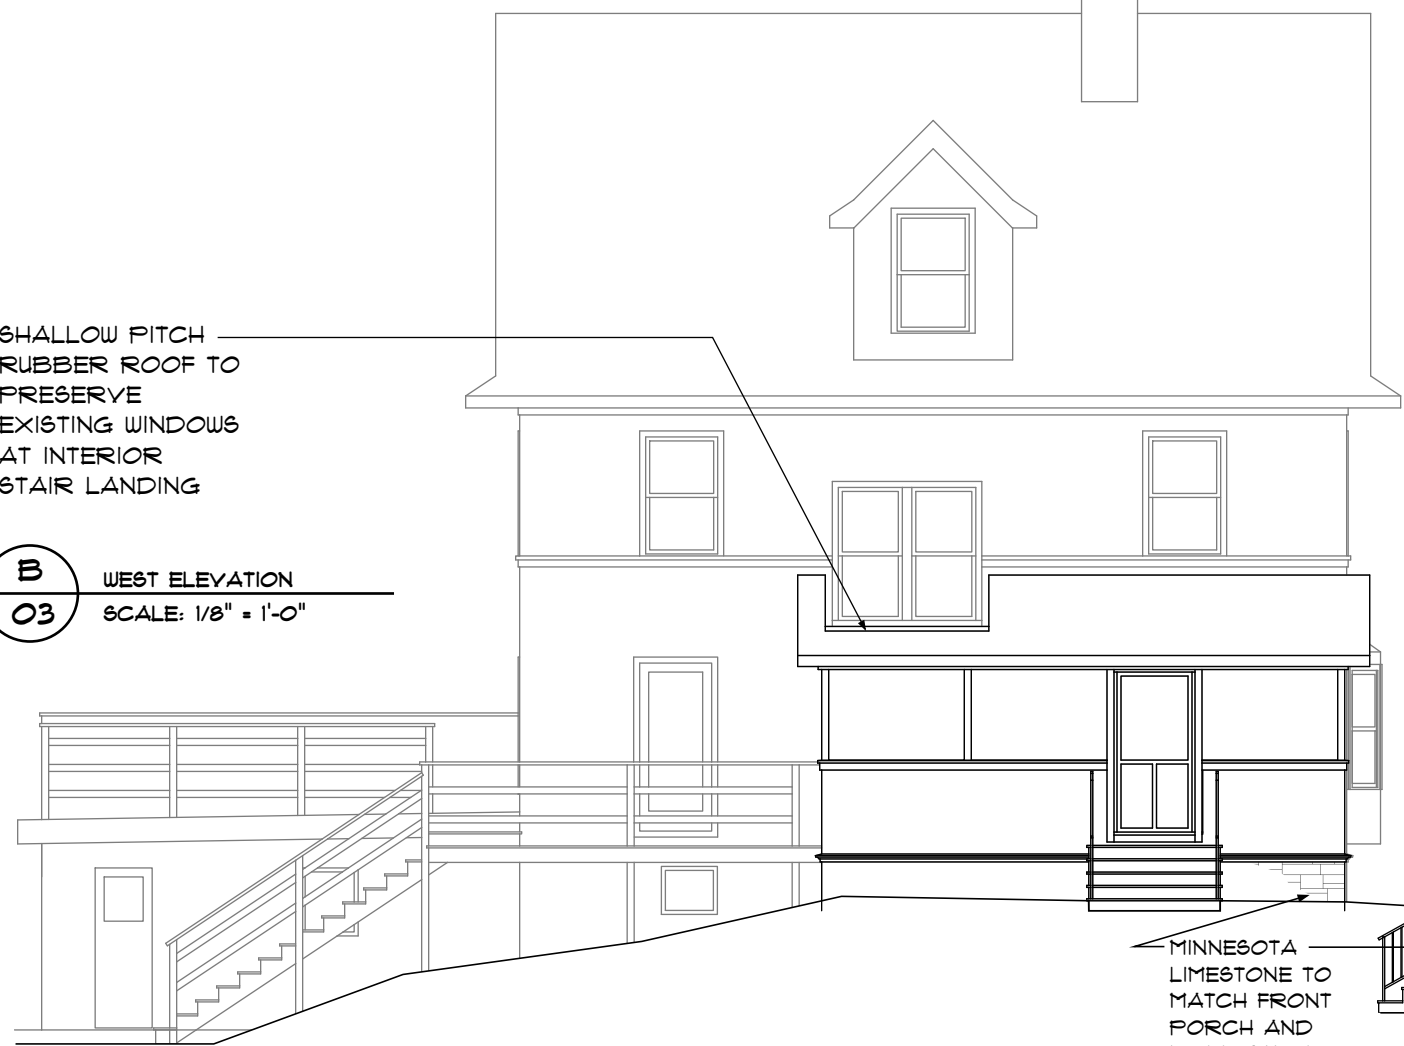 SHALLOW PITCH
RUBBER ROOF TO
PRESERVE
EXISTING WINDOWS
AT INTERIOR
STAIR LANDING
B
03
WEST ELEVATION
SCALE: 1/8" = 1'-0"
MINNESOTA
LIMESTONE TO
MATCH FRONT
PORCH AND